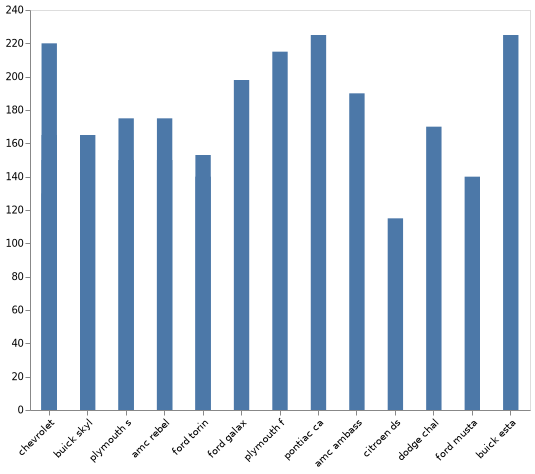 240
220
200
180
160
140
120
100
80
60
40
20
0
chevrolet
buick skyl
plymouth s
amc rebel
ford torin
ford galax
plymouth f
pontiac ca
amc ambass
citroen ds
dodge chal
ford musta
buick esta